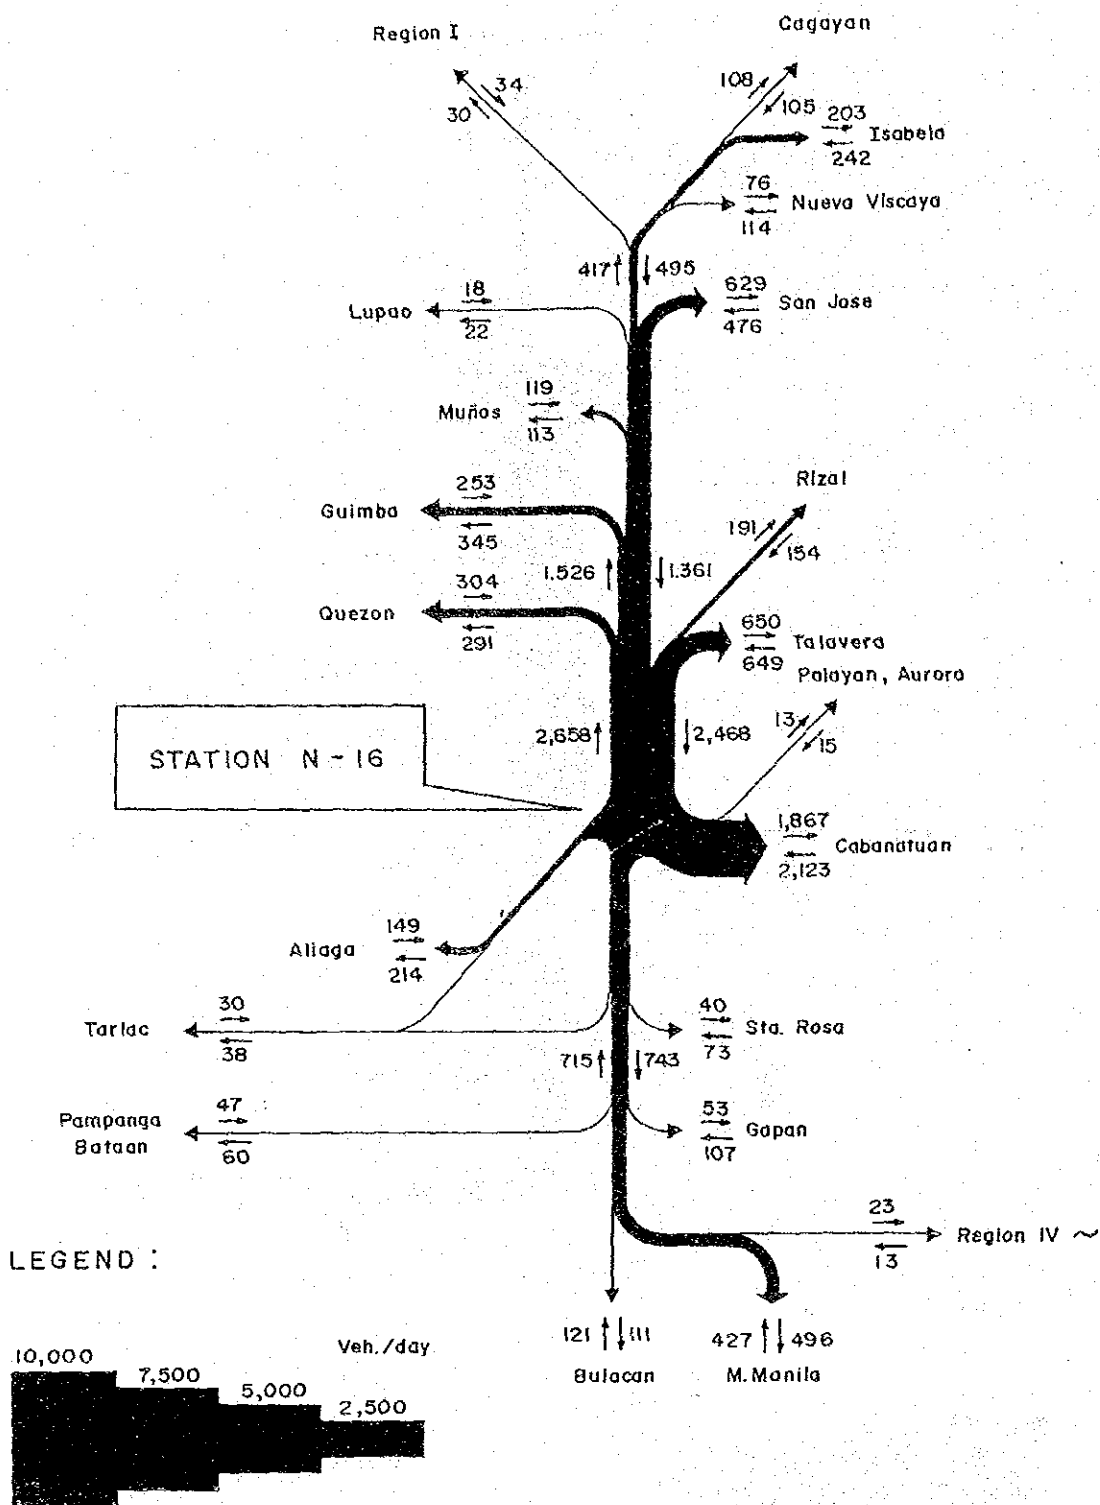 Region I
Cagayan
34
30
108
105
203
Isabela
242
76
Nueva Viscaya
114
417
495
629
San Jose
476
18
Lupao
22
119
Muños
113
253
Guimba
345
Rizal
191
154
1.526
1.361
304
Quezon
291
650
Talavera
649
Palayan, Aurora
13
15
2,658
2,468
STATION N-16
1,867
Cabanatuan
2,123
149
Aliaga
214
30
Tarlac
38
40
Sta. Rosa
73
715
743
47
Pampanga
Bataan
60
53
Gapan
107
23
Region IV ~
13
LEGEND :
121
111
427
496
Bulacan
M.Manila
Veh./day
10,000
7,500
5,000
2,500